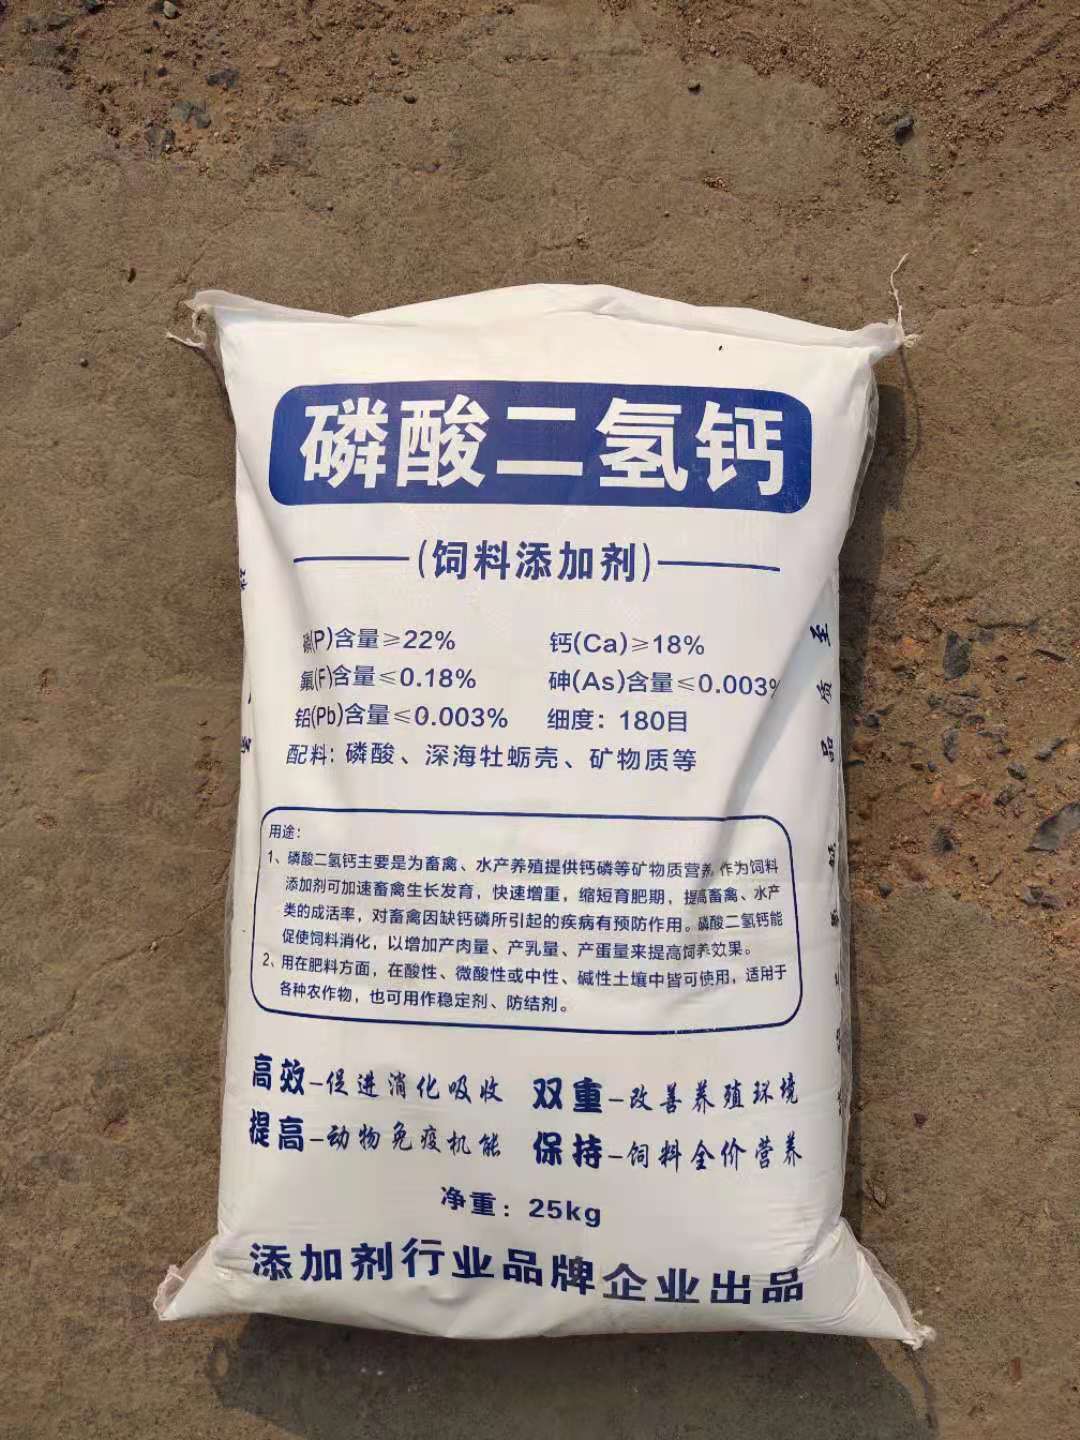 磷酸二氢钙
(饲料添加剂)
磷(P)含量≥22% 钙(Ca)≥18%
氟(F)含量≤0.18% 砷(As)含量≤0.003%
铅(Pb)含量≤0.003% 细度：180目
配料：磷酸、深海牡蛎壳、矿物质等
用途：
1、磷酸二氢钙主要是为畜禽、水产养殖提供钙磷等矿物质营养,作为饲料
添加剂可加速畜禽生长发育，快速增重，缩短育肥期，提高畜禽、水产
类的成活率，对畜禽因缺钙磷所引起的疾病有预防作用。磷酸二氢钙能
促使饲料消化，以增加产肉量、产乳量、产蛋量来提高饲养效果。
2、用在肥料方面，在酸性、微酸性或中性、碱性土壤中皆可使用，适用于
各种农作物，也可用作稳定剂、防结剂。
高效–促进消化吸收 双重–改善养殖环境
提高–动物免疫机能 保持–饲料全价营养
净重：25kg
添加剂行业品牌企业出品
至
质
品